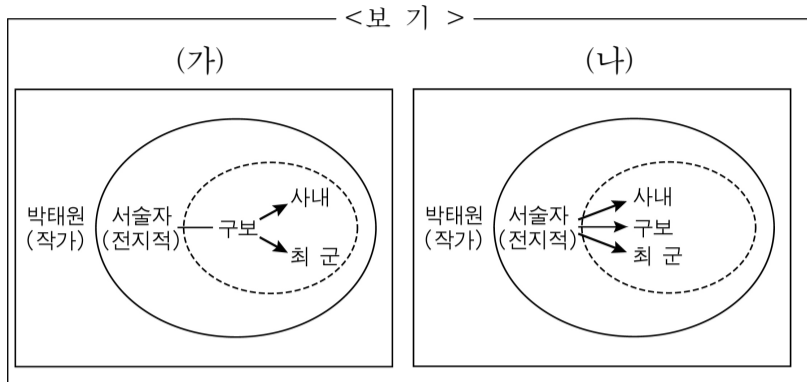 <보 기>
(가)
(나)
사내
박태원 서술자
(작가) (전지적) 구보
최 군
사내
박태원 서술자 구보
(작가) (전지적) 최 군